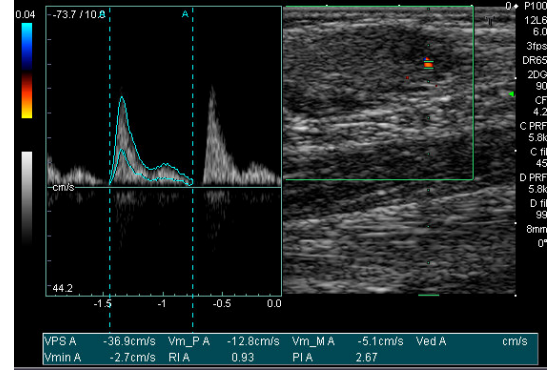 0.04
-73.7 / 10.8
A
cm/s
44.2
-1.5 -1 -0.5 0.0
0
P100
12L6
6.0
3fps
DR65
2DG
90
CF
4.2
C PRF
5.8k
C fil
45
D PRF
5.8k
D fil
99
8mm
0°
VPS A -36.9cm/s Vm_P A -12.8cm/s Vm_M A -5.1cm/s Ved A cm/s
Vmin A -2.7cm/s RI A 0.93 PI A 2.67